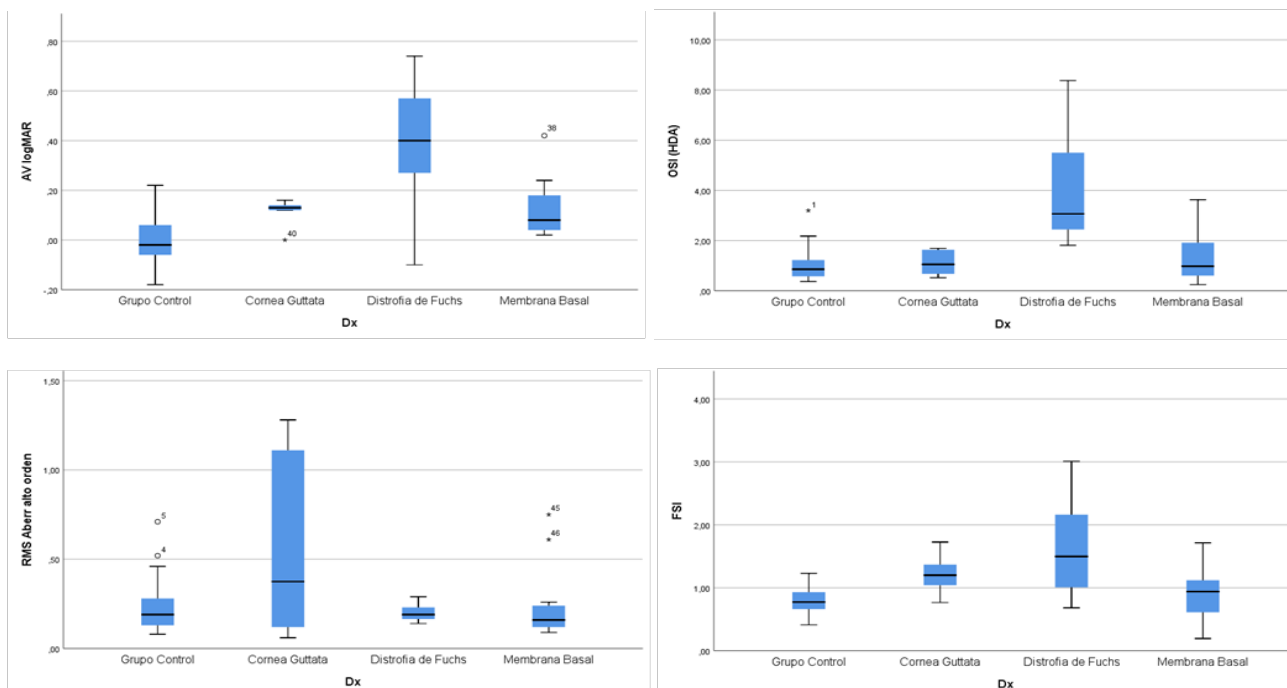 AV logMAR
,80
,60
,40
,20
,00
-,20
38
40
Grupo Control Cornea Guttata Distrofia de Fuchs Membrana Basal
Dx
OSI (HDA)
10,00
8,00
6,00
4,00
2,00
,00
1
Grupo Control Cornea Guttata Distrofia de Fuchs Membrana Basal
Dx
RMS Aberr alto orden
1,50
1,00
,50
,00
5
4
45
46
Grupo Control Cornea Guttata Distrofia de Fuchs Membrana Basal
Dx
FSI
4,00
3,00
2,00
1,00
,00
Grupo Control Cornea Guttata Distrofia de Fuchs Membrana Basal
Dx